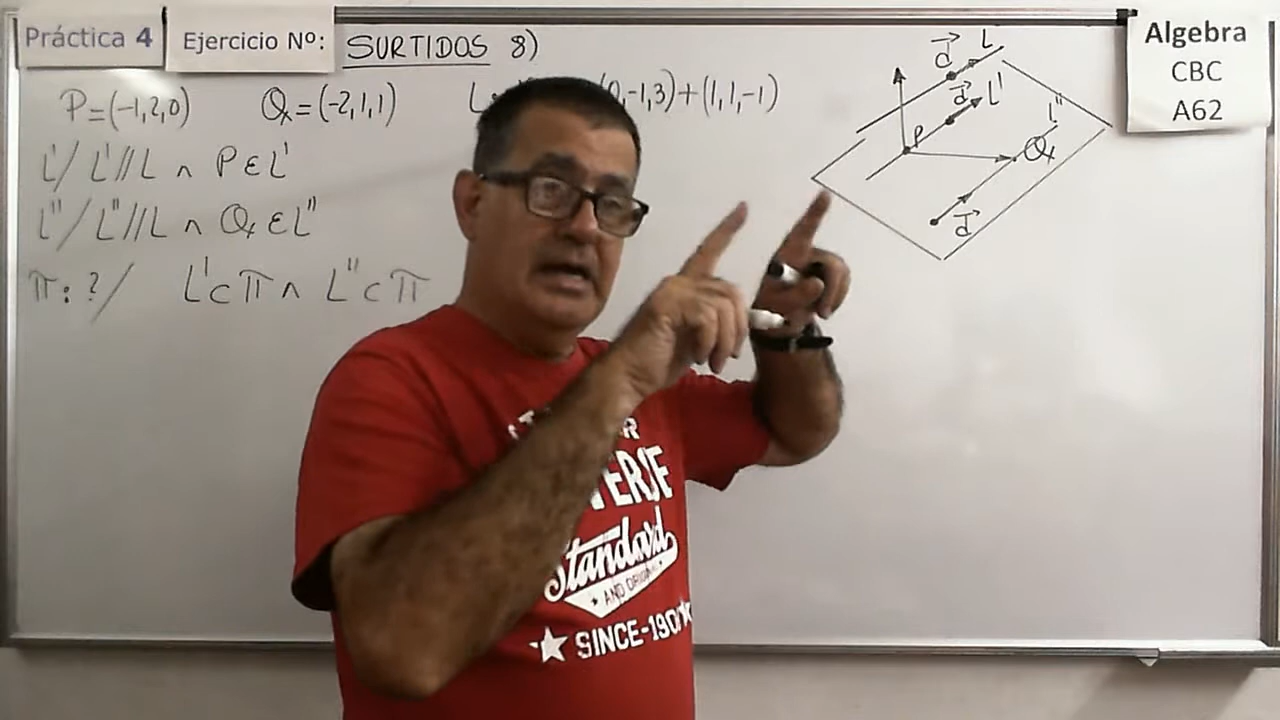 Práctica 4
Ejercicio Nº:
SURTIDOS 8)
Algebra
CBC
A62
P=(-1,2,0) Q=(-2,1,1) L: (0,-1,3)+(1,1,-1)
L'/ L'//L ∧ P ∈ L'
L''/ L''//L ∧ Q ∈ L''
π: ?/ L'⊂π ∧ L''⊂π
d L
d L'
L''
P
Q
d
Standard
AND
SINCE-190